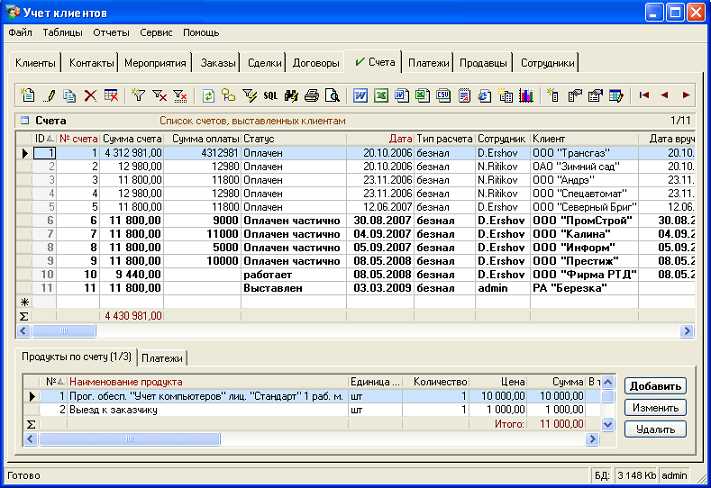 Учет клиентов
Файл Таблицы Отчеты Сервис Помощь
Клиенты Контакты Мероприятия Заказы Сделки Договоры Счета Платежи Продавцы Сотрудники
SQL
Счета Список счетов, выставленных клиентам 1/11
ID № счета Сумма счета Сумма оплаты Статус Дата Тип расчета Сотрудник Клиент Дата вруч
1 1 4 312 981,00 4312981 Оплачен 20.10.2006 безнал D.Ershov ООО "Трансгаз" 20.10.
2 2 12 980,00 12980 Оплачен 20.10.2006 безнал N.Ritikov ОАО "Зимний сад" 20.10.
3 3 11 800,00 11800 Оплачен 23.11.2006 безнал N.Ritikov ООО "Андрэ" 23.11.
4 4 12 980,00 12980 Оплачен 23.11.2006 безнал N.Ritikov ООО "Спецавтомат" 23.11.
5 5 11 800,00 11800 Оплачен 12.06.2007 безнал N.Ritikov ООО "Северный Бриг" 12.06.
6 6 11 800,00 9000 Оплачен частично 30.08.2007 безнал D.Ershov ООО "ПромСтрой" 30.08.2
7 7 11 800,00 11000 Оплачен частично 04.09.2007 безнал D.Ershov ООО "Калина" 04.09.2
8 8 11 800,00 5000 Оплачен частично 05.09.2007 безнал D.Ershov ООО "Информ" 05.09.2
9 9 11 800,00 10000 Оплачен частично 08.05.2008 безнал D.Ershov ООО "Престиж" 08.05.2
10 10 9 440,00 работает 08.05.2008 безнал D.Ershov ООО "Фирма РТД" 08.05.2
11 11 11 800,00 Выставлен 03.03.2009 безнал admin РА "Березка"
Σ 4 430 981,00
Продукты по счету (1/3) Платежи
№ Наименование продукта Единица ... Количество Цена Сумма В т
1 Прог. обесп. "Учет компьютеров" лиц. "Стандарт" 1 раб. м. шт 1 10 000,00 10 000,00
2 Выезд к заказчику шт 1 1 000,00 1 000,00
Σ Итого: 11 000,00
Добавить
Изменить
Удалить
Готово БД: 3 148 Kb admin